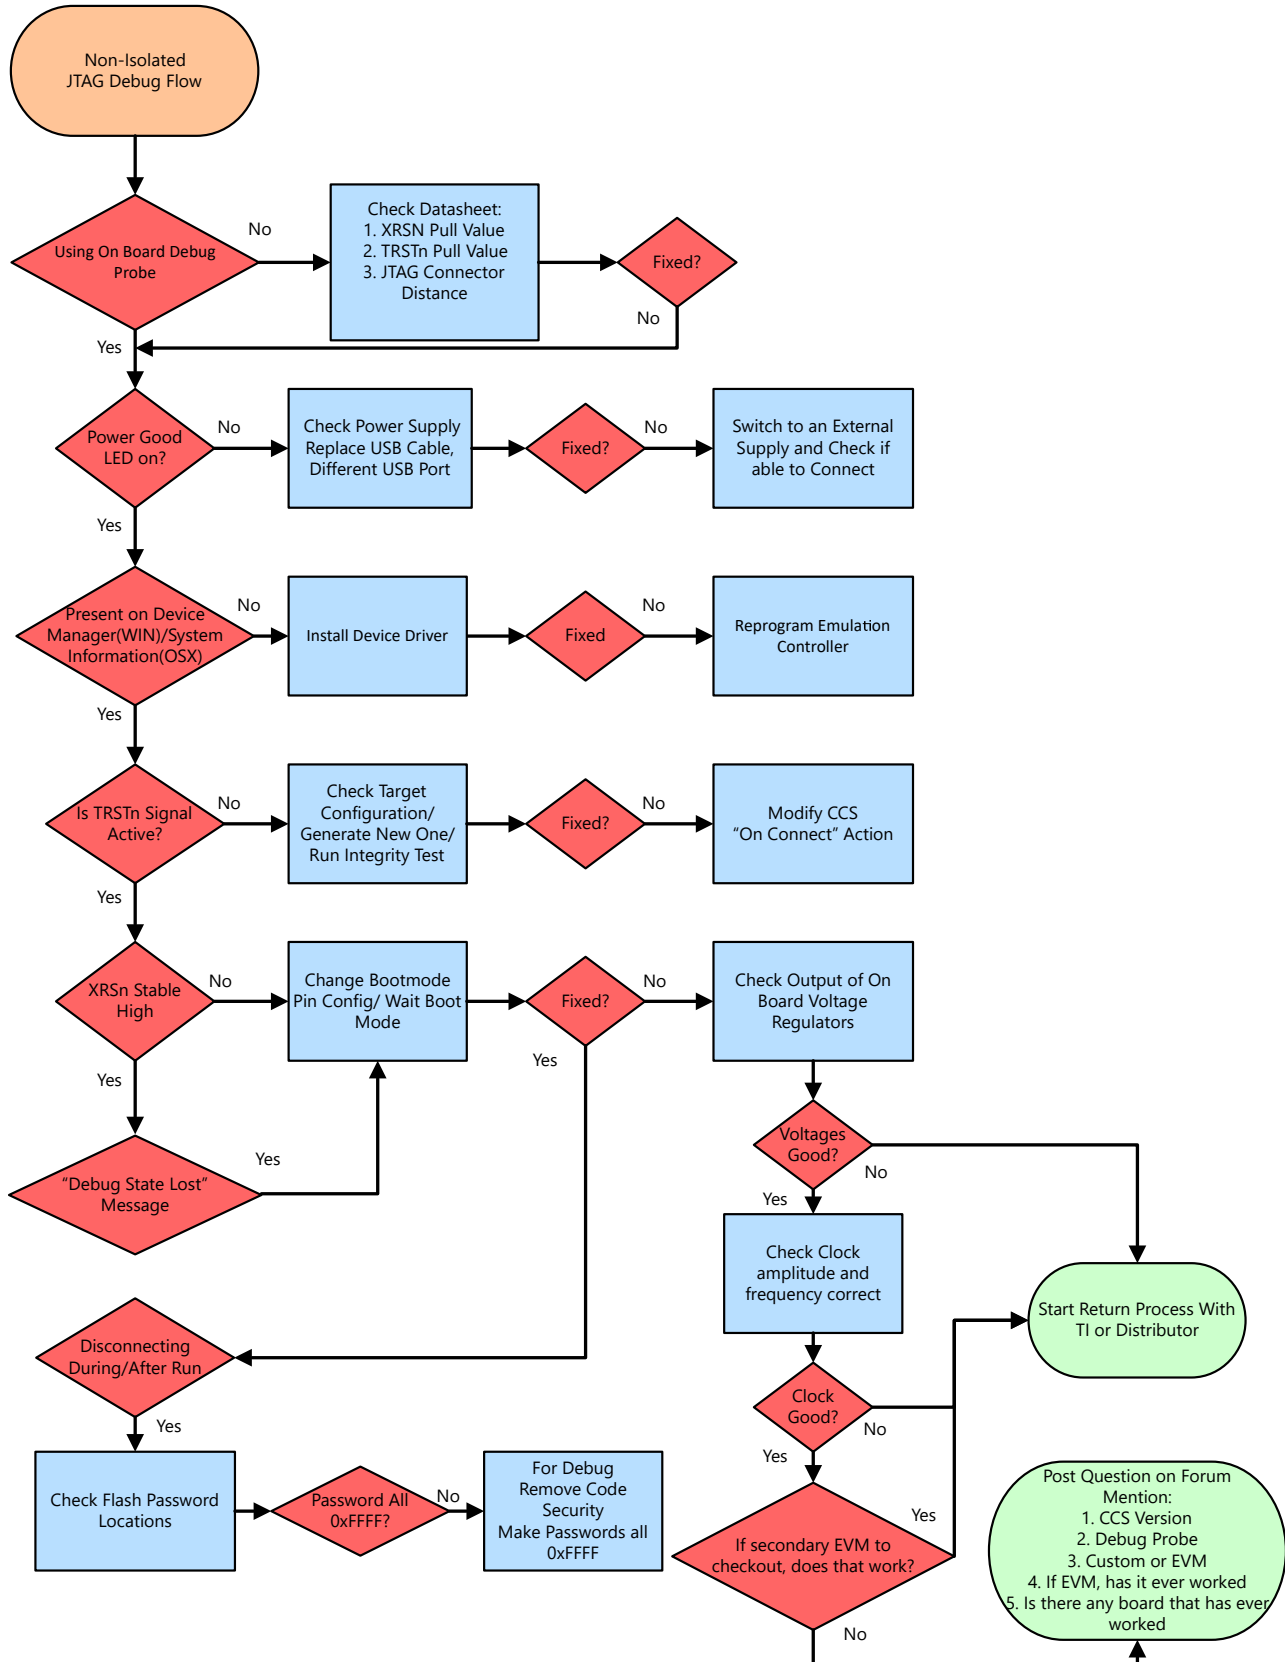 Non-Isolated
JTAG Debug Flow
Using On Board Debug
Probe
No
Check Datasheet:
1. XRSN Pull Value
2. TRSTn Pull Value
3. JTAG Connector
Distance
Fixed?
No
Yes
Power Good
LED on?
No
Check Power Supply
Replace USB Cable,
Different USB Port
Fixed?
No
Switch to an External
Supply and Check if
able to Connect
Yes
Present on Device
Manager(WIN)/System
Information(OSX)
No
Install Device Driver
Fixed
No
Reprogram Emulation
Controller
Yes
Is TRSTn Signal
Active?
No
Check Target
Configuration/
Generate New One/
Run Integrity Test
Fixed?
No
Modify CCS
“On Connect” Action
Yes
XRSn Stable
High
No
Change Bootmode
Pin Config/ Wait Boot
Mode
Fixed?
No
Check Output of On
Board Voltage
Regulators
Yes
Yes
“Debug State Lost”
Message
Yes
Voltages
Good?
No
Yes
Check Clock
amplitude and
frequency correct
Start Return Process With
TI or Distributor
Disconnecting
During/After Run
Yes
Clock
Good?
No
Yes
Check Flash Password
Locations
Password All
0xFFFF?
No
For Debug
Remove Code
Security
Make Passwords all
0xFFFF
If secondary EVM to
checkout, does that work?
Yes
No
Post Question on Forum
Mention:
1. CCS Version
2. Debug Probe
3. Custom or EVM
4. If EVM, has it ever worked
5. Is there any board that has ever
worked